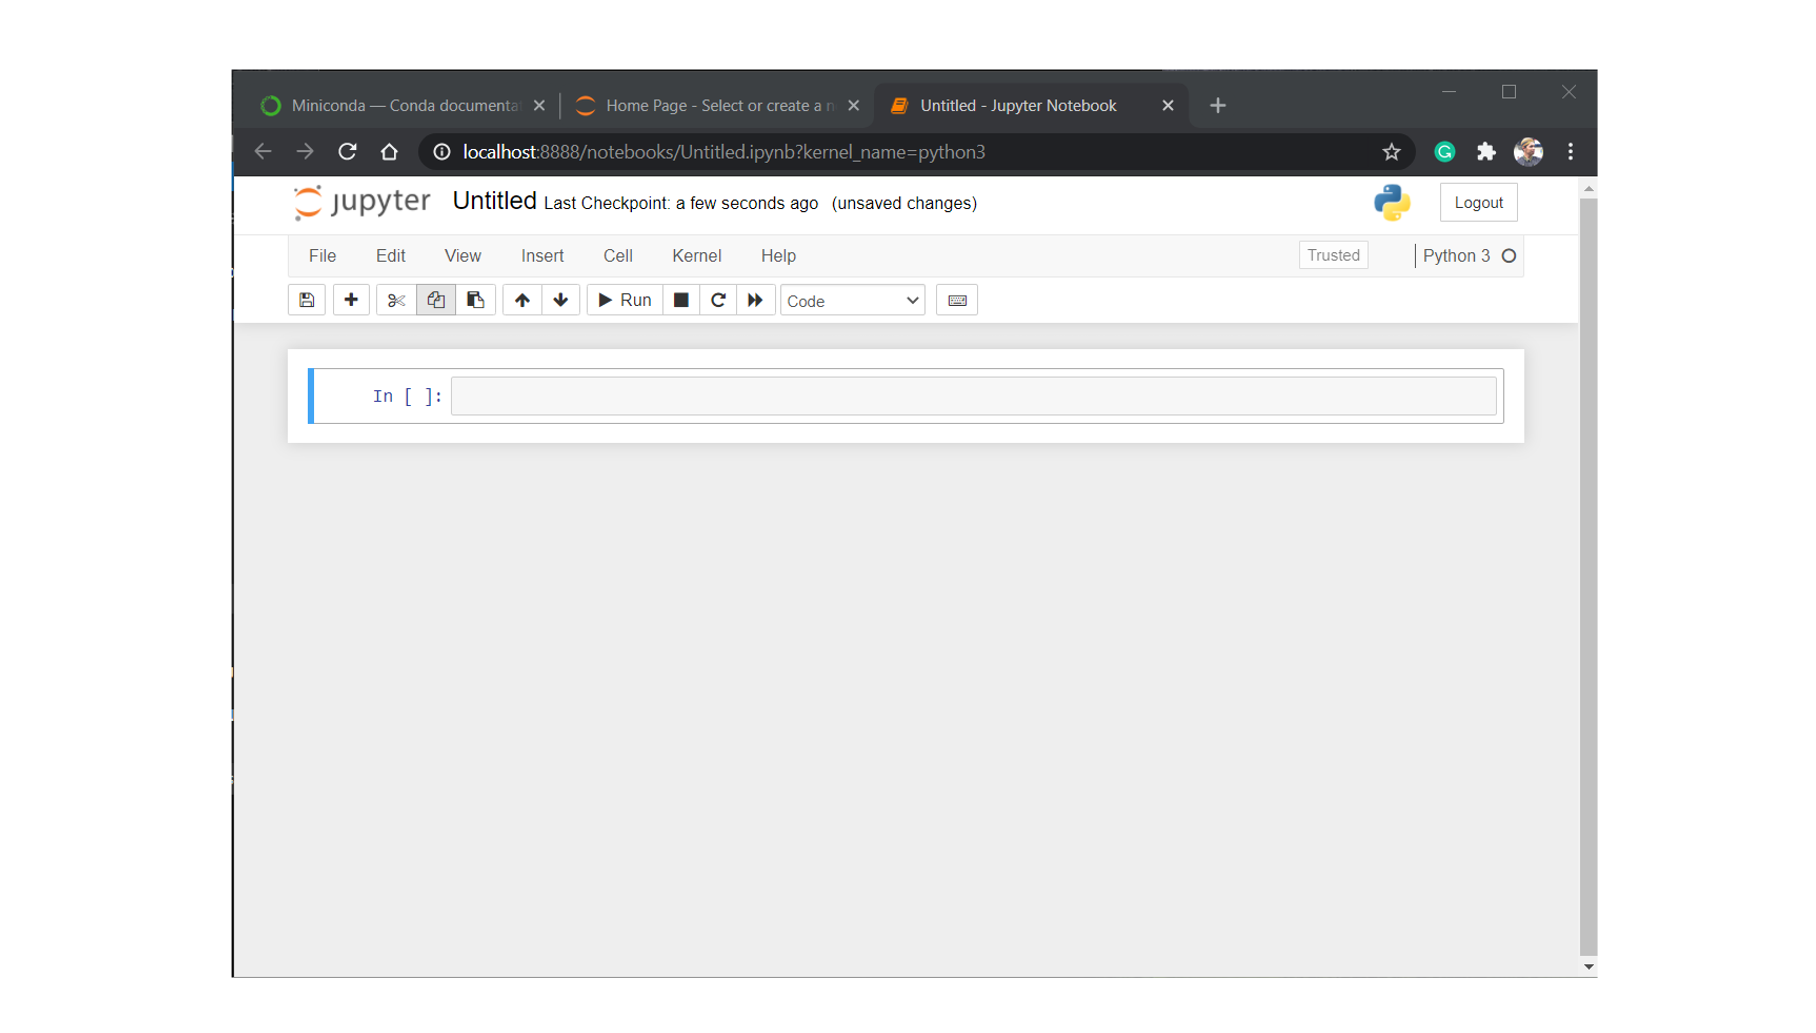 Miniconda — Conda documenta Home Page - Select or create a n Untitled - Jupyter Notebook
localhost:8888/notebooks/Untitled.ipynb?kernel_name=python3
jupyter Untitled Last Checkpoint: a few seconds ago (unsaved changes) Logout
File Edit View Insert Cell Kernel Help Trusted Python 3
Run Code
In [ ]: